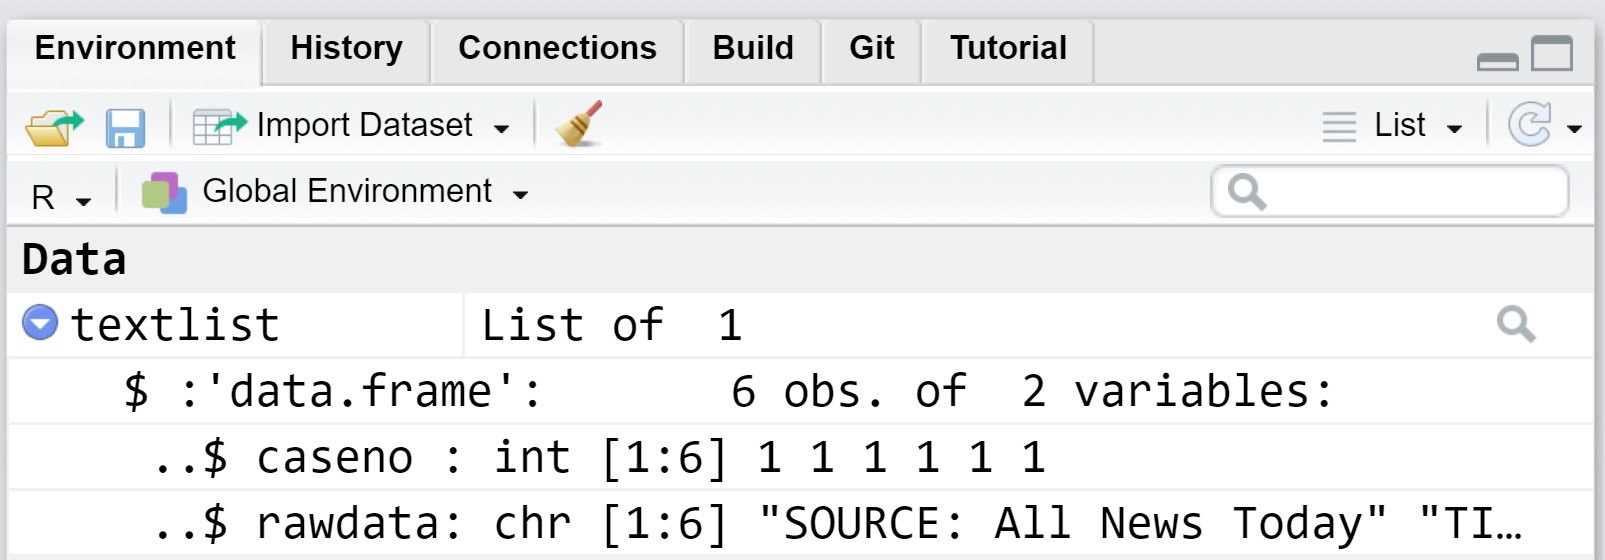 Environment History Connections Build Git Tutorial
Import Dataset List
R Global Environment
Data
textlist List of 1
$ :'data.frame': 6 obs. of 2 variables:
..$ caseno : int [1:6] 1 1 1 1 1 1
..$ rawdata: chr [1:6] "SOURCE: All News Today" "TI…